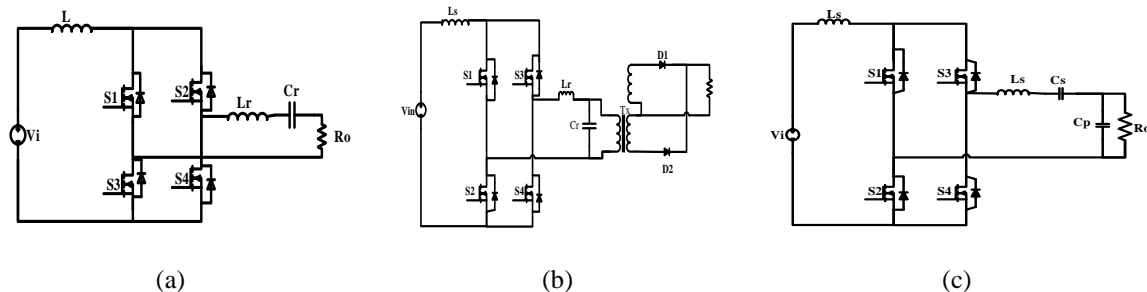 L
S1
S2
Lr
Cr
Vi
Ro
S3
S4
(a)
Ls
S1
S3
D1
Lr
Vin
Cr
Tx
D2
S2
S4
(b)
Ls
S1
S3
Ls
Cs
Vi
Cp
Ro
S2
S4
(c)